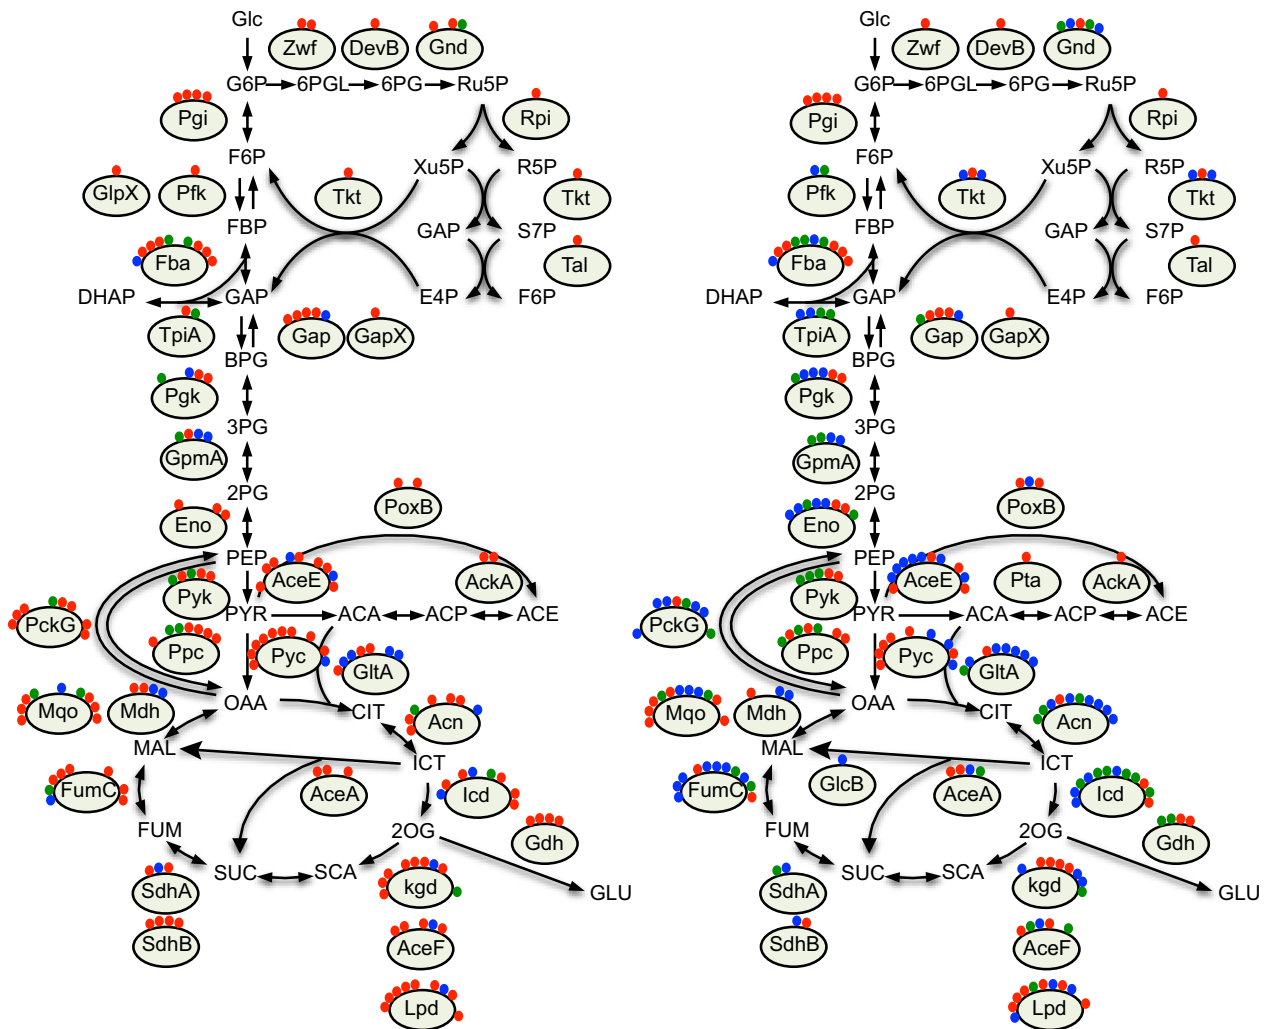 Glc
Zwf DevB Gnd
G6P 6PGL 6PG Ru5P
Pgi Rpi
F6P Xu5P R5P
GlpX Pfk Tkt Tkt
FBP GAP S7P
Fba Tal
DHAP GAP E4P F6P
TpiA Gap GapX
BPG
Pgk
3PG
GpmA
2PG
Eno PoxB
PEP
Pyk AceE AckA
PYR ACA ACP ACE
PckG
Ppc Pyc GltA
Mqo Mdh OAA CIT Acn
MAL ICT
FumC AceA Icd
FUM 2OG Gdh
SUC SCA
SdhA kgd GLU
SdhB AceF
Lpd
Glc
Zwf DevB Gnd
G6P 6PGL 6PG Ru5P
Pgi Rpi
F6P Xu5P R5P
Pfk Tkt Tkt
FBP GAP S7P
Fba Tal
DHAP GAP E4P F6P
TpiA Gap GapX
BPG
Pgk
3PG
GpmA
2PG
Eno PoxB
PEP
Pyk AceE Pta AckA
PYR ACA ACP ACE
PckG
Ppc Pyc GltA
Mqo Mdh OAA CIT Acn
MAL ICT
FumC GlcB AceA Icd
FUM 2OG Gdh
SUC SCA
SdhA kgd GLU
SdhB AceF
Lpd